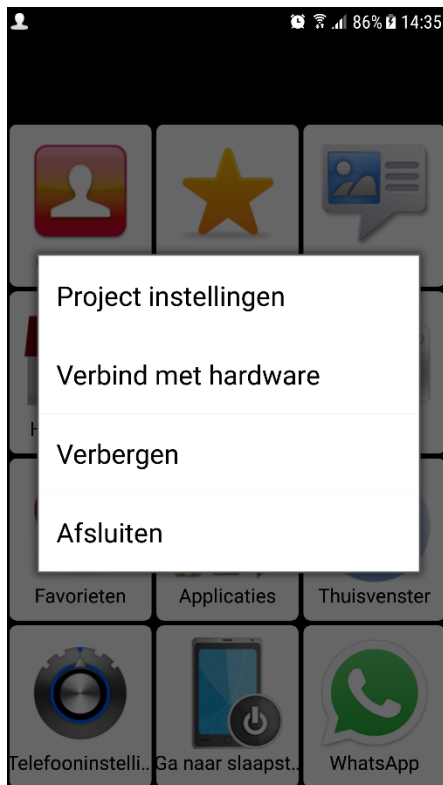 86% 14:35
Project instellingen
Verbind met hardware
Verbergen
Afsluiten
Favorieten Applicaties Thuisvenster
Telefooninstelli.. Ga naar slaapst.. WhatsApp